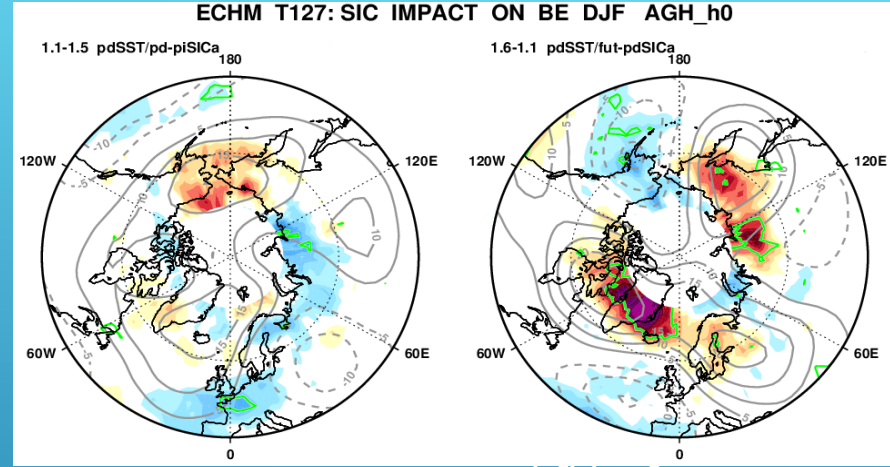 ECHM T127: SIC IMPACT ON BE DJF AGH_h0
1.1-1.5 pdSST/pd-piSICa
1.6-1.1 pdSST/fut-pdSICa
180
180
120W
120E
120W
120E
60W
60E
60W
60E
0
0